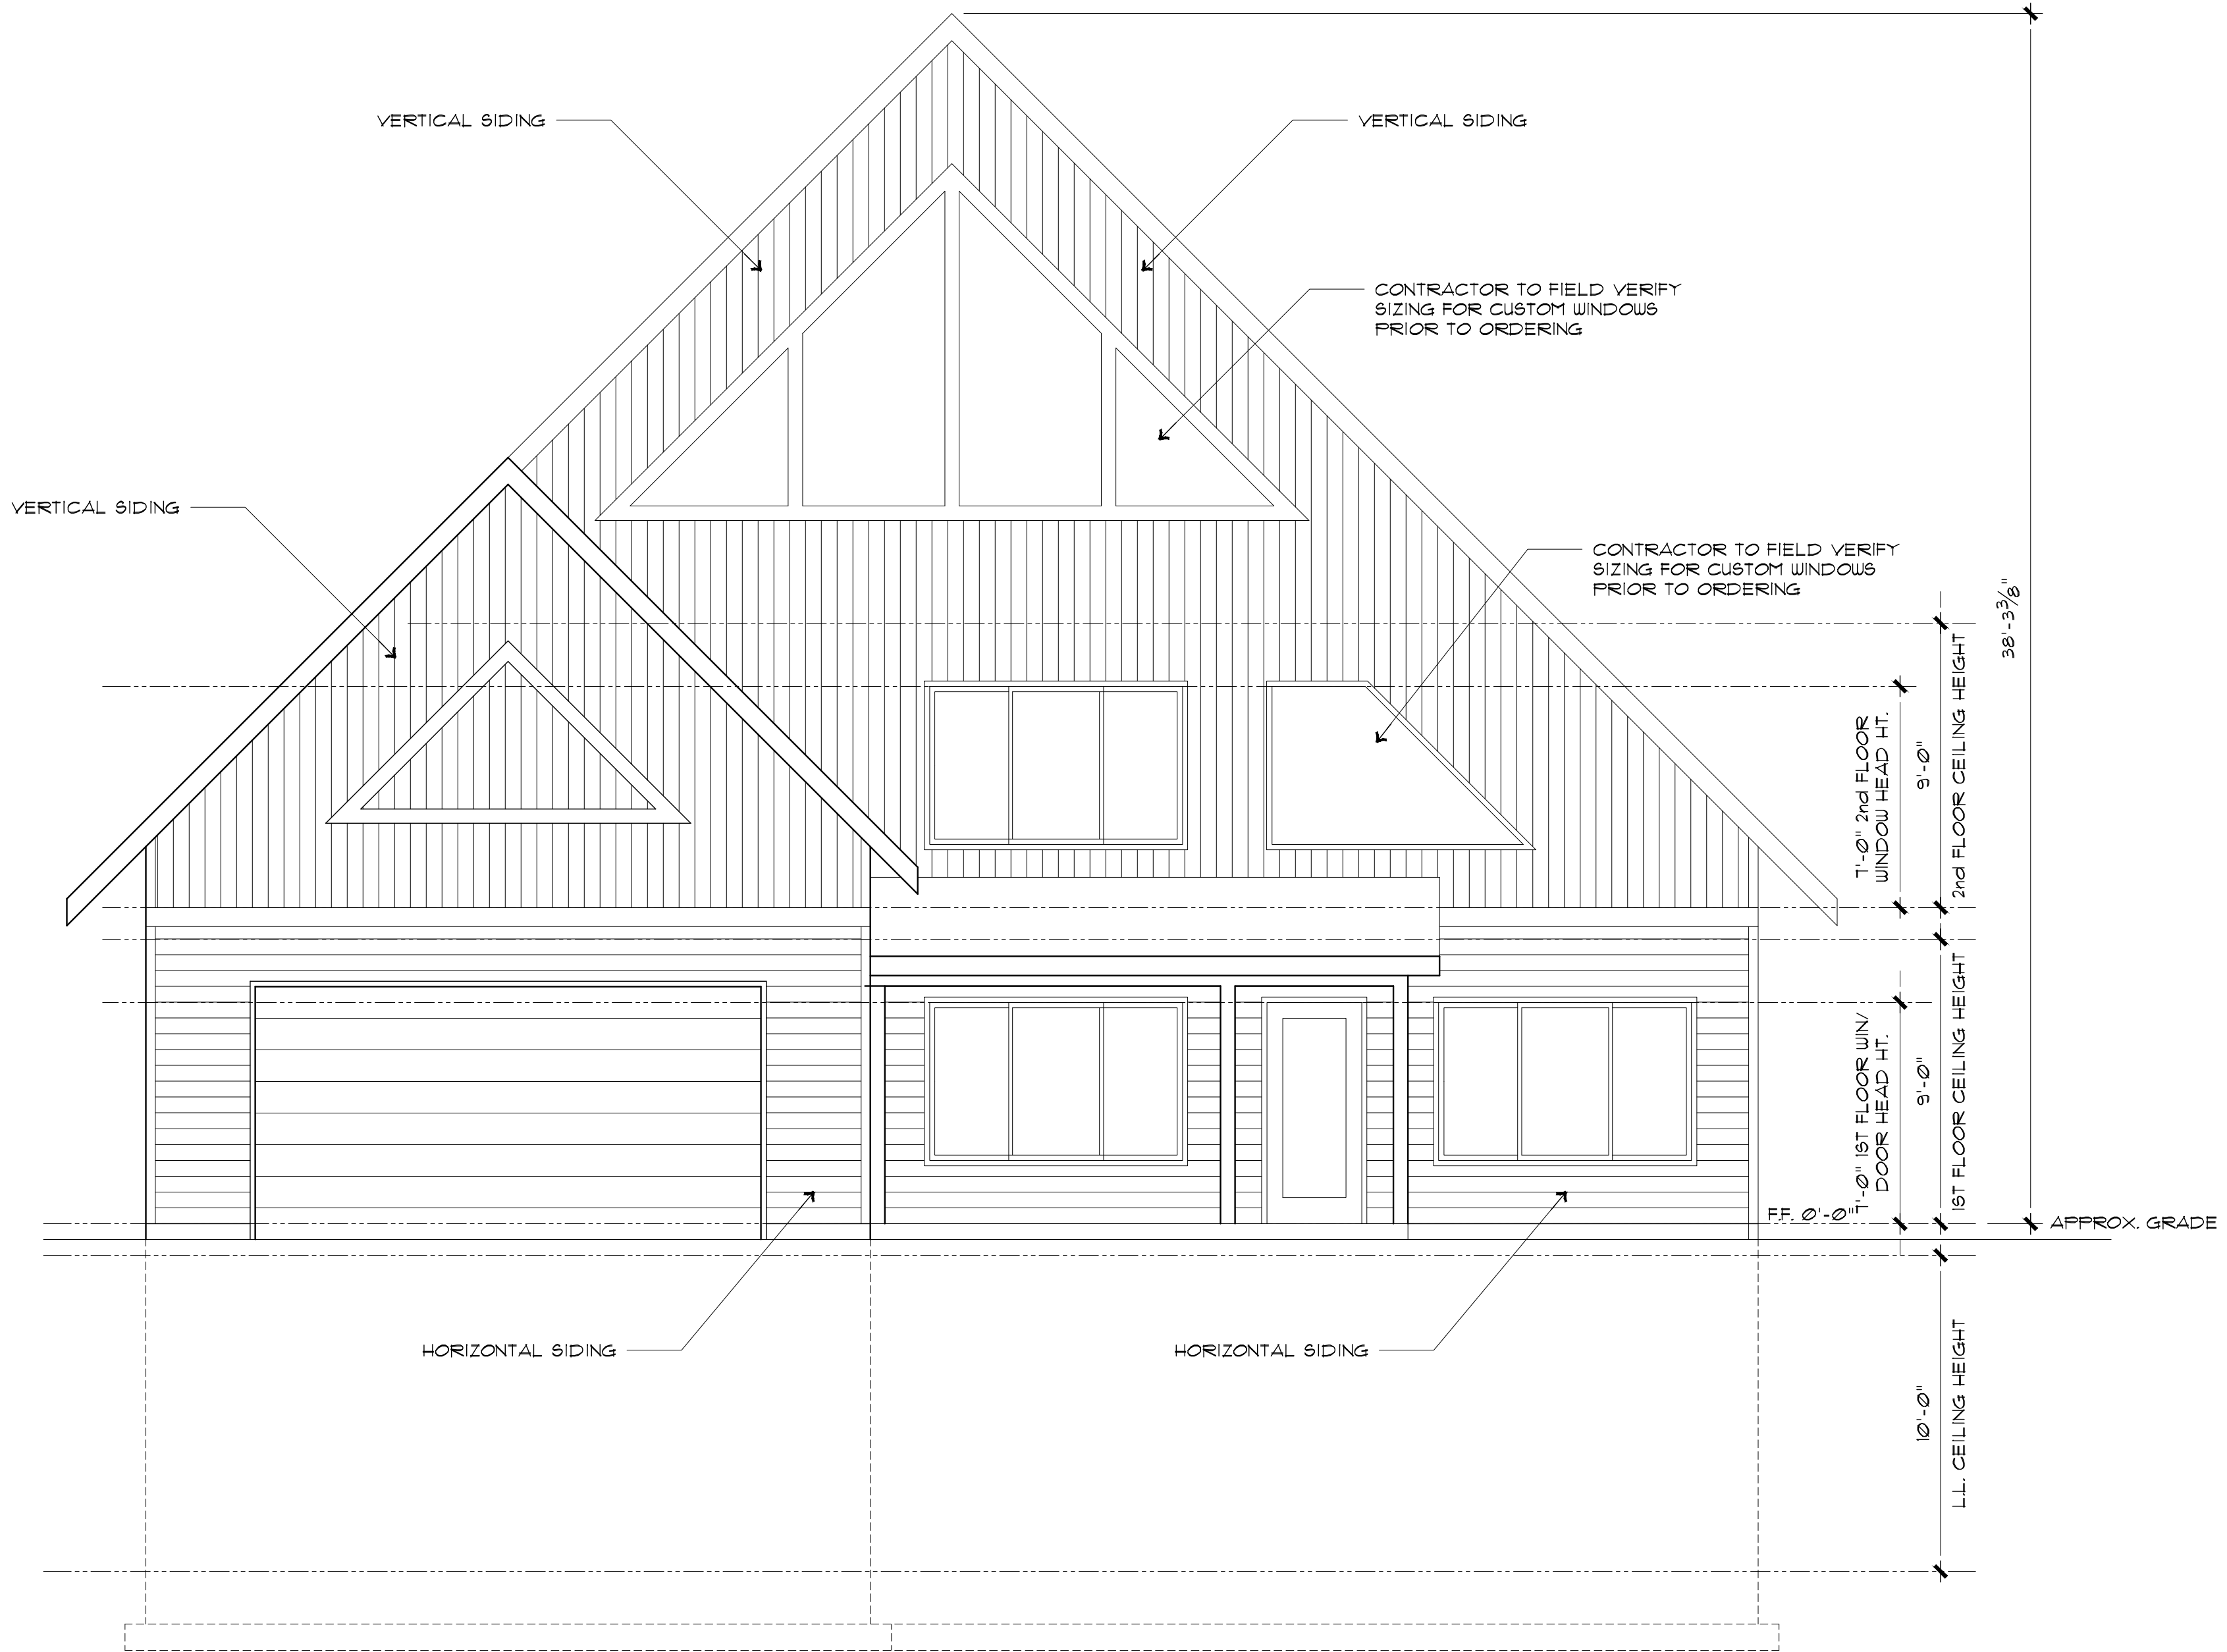 VERTICAL SIDING
VERTICAL SIDING
CONTRACTOR TO FIELD VERIFY
SIZING FOR CUSTOM WINDOWS
PRIOR TO ORDERING
VERTICAL SIDING
CONTRACTOR TO FIELD VERIFY
SIZING FOR CUSTOM WINDOWS
PRIOR TO ORDERING
38'-3 3/8"
7'-0" 2nd FLOOR
WINDOW HEAD HT.
9'-0"
2nd FLOOR CEILING HEIGHT
7'-0" 1ST FLOOR WIN/
DOOR HEAD HT.
9'-0"
1ST FLOOR CEILING HEIGHT
F.F. 0'-0"
APPROX. GRADE
HORIZONTAL SIDING
HORIZONTAL SIDING
10'-0"
L.L. CEILING HEIGHT